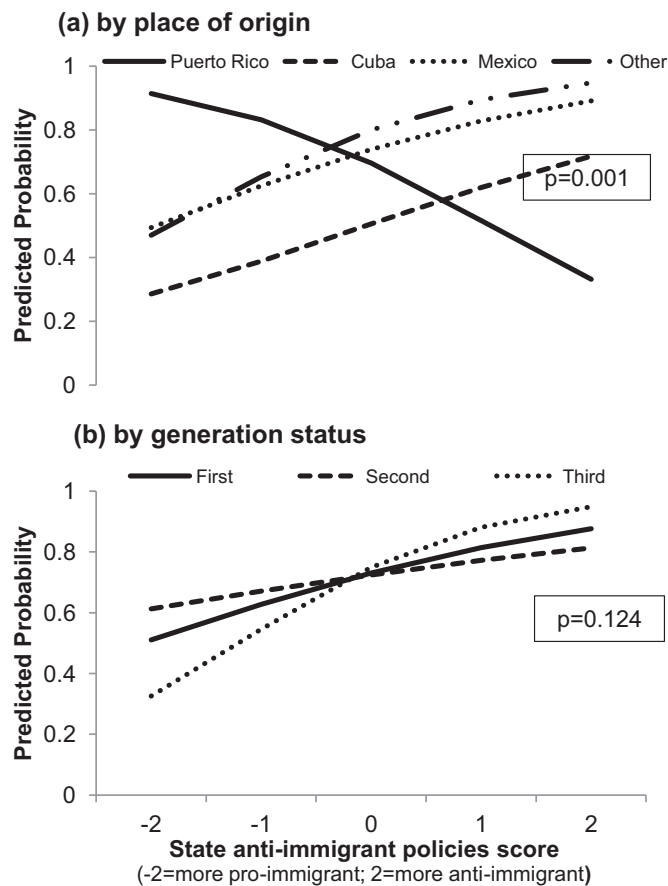 (a) by place of origin
Puerto Rico Cuba Mexico Other
Predicted Probability
1
0.8
0.6
0.4
0.2
0
p=0.001
(b) by generation status
First Second Third
Predicted Probability
1
0.8
0.6
0.4
0.2
0
p=0.124
-2 -1 0 1 2
State anti-immigrant policies score
(-2=more pro-immigrant; 2=more anti-immigrant)